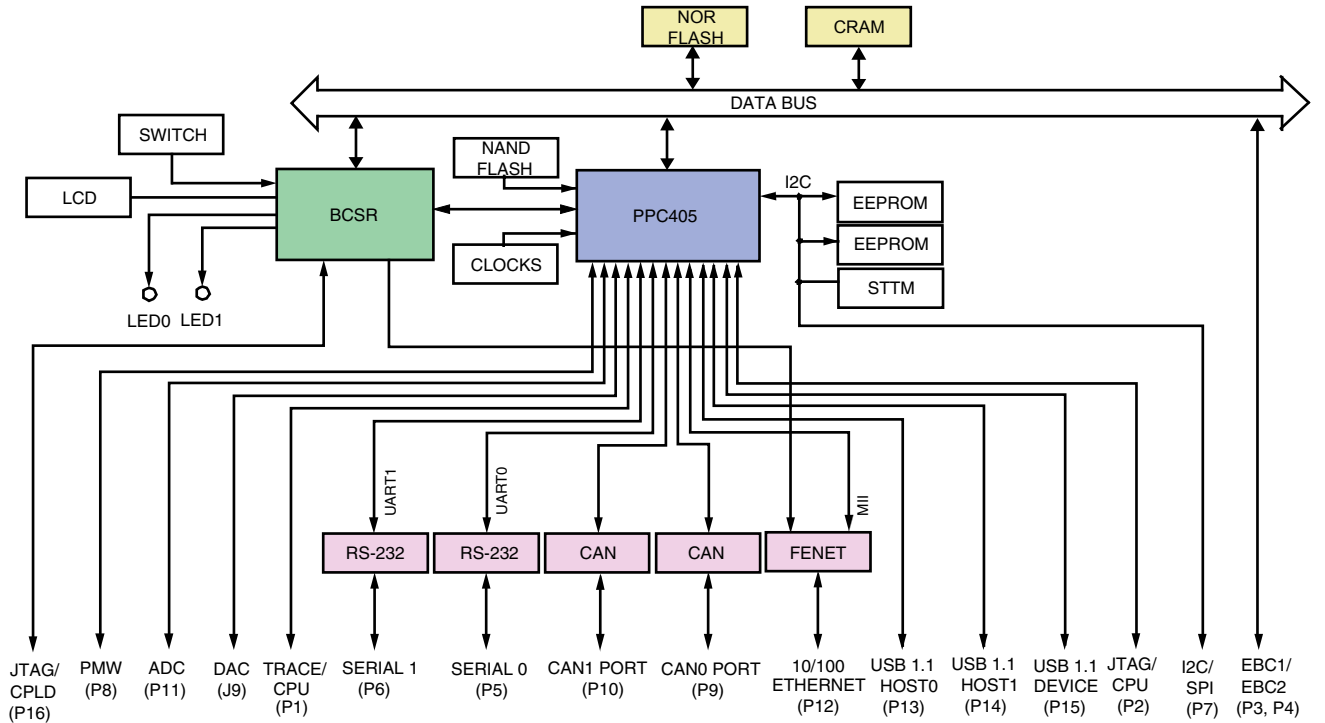 NOR
FLASH
CRAM
DATA BUS
SWITCH
NAND
FLASH
LCD
BCSR
PPC405
I2C
EEPROM
EEPROM
STTM
CLOCKS
LED0
LED1
UART1
UART0
MII
RS-232
RS-232
CAN
CAN
FENET
JTAG/
CPLD
(P16)
PMW
(P8)
ADC
(P11)
DAC
(J9)
TRACE/
CPU
(P1)
SERIAL 1
(P6)
SERIAL 0
(P5)
CAN1 PORT
(P10)
CAN0 PORT
(P9)
10/100
ETHERNET
(P12)
USB 1.1
HOST0
(P13)
USB 1.1
HOST1
(P14)
USB 1.1
DEVICE
(P15)
JTAG/
CPU
(P2)
I2C/
SPI
(P7)
EBC1/
EBC2
(P3, P4)